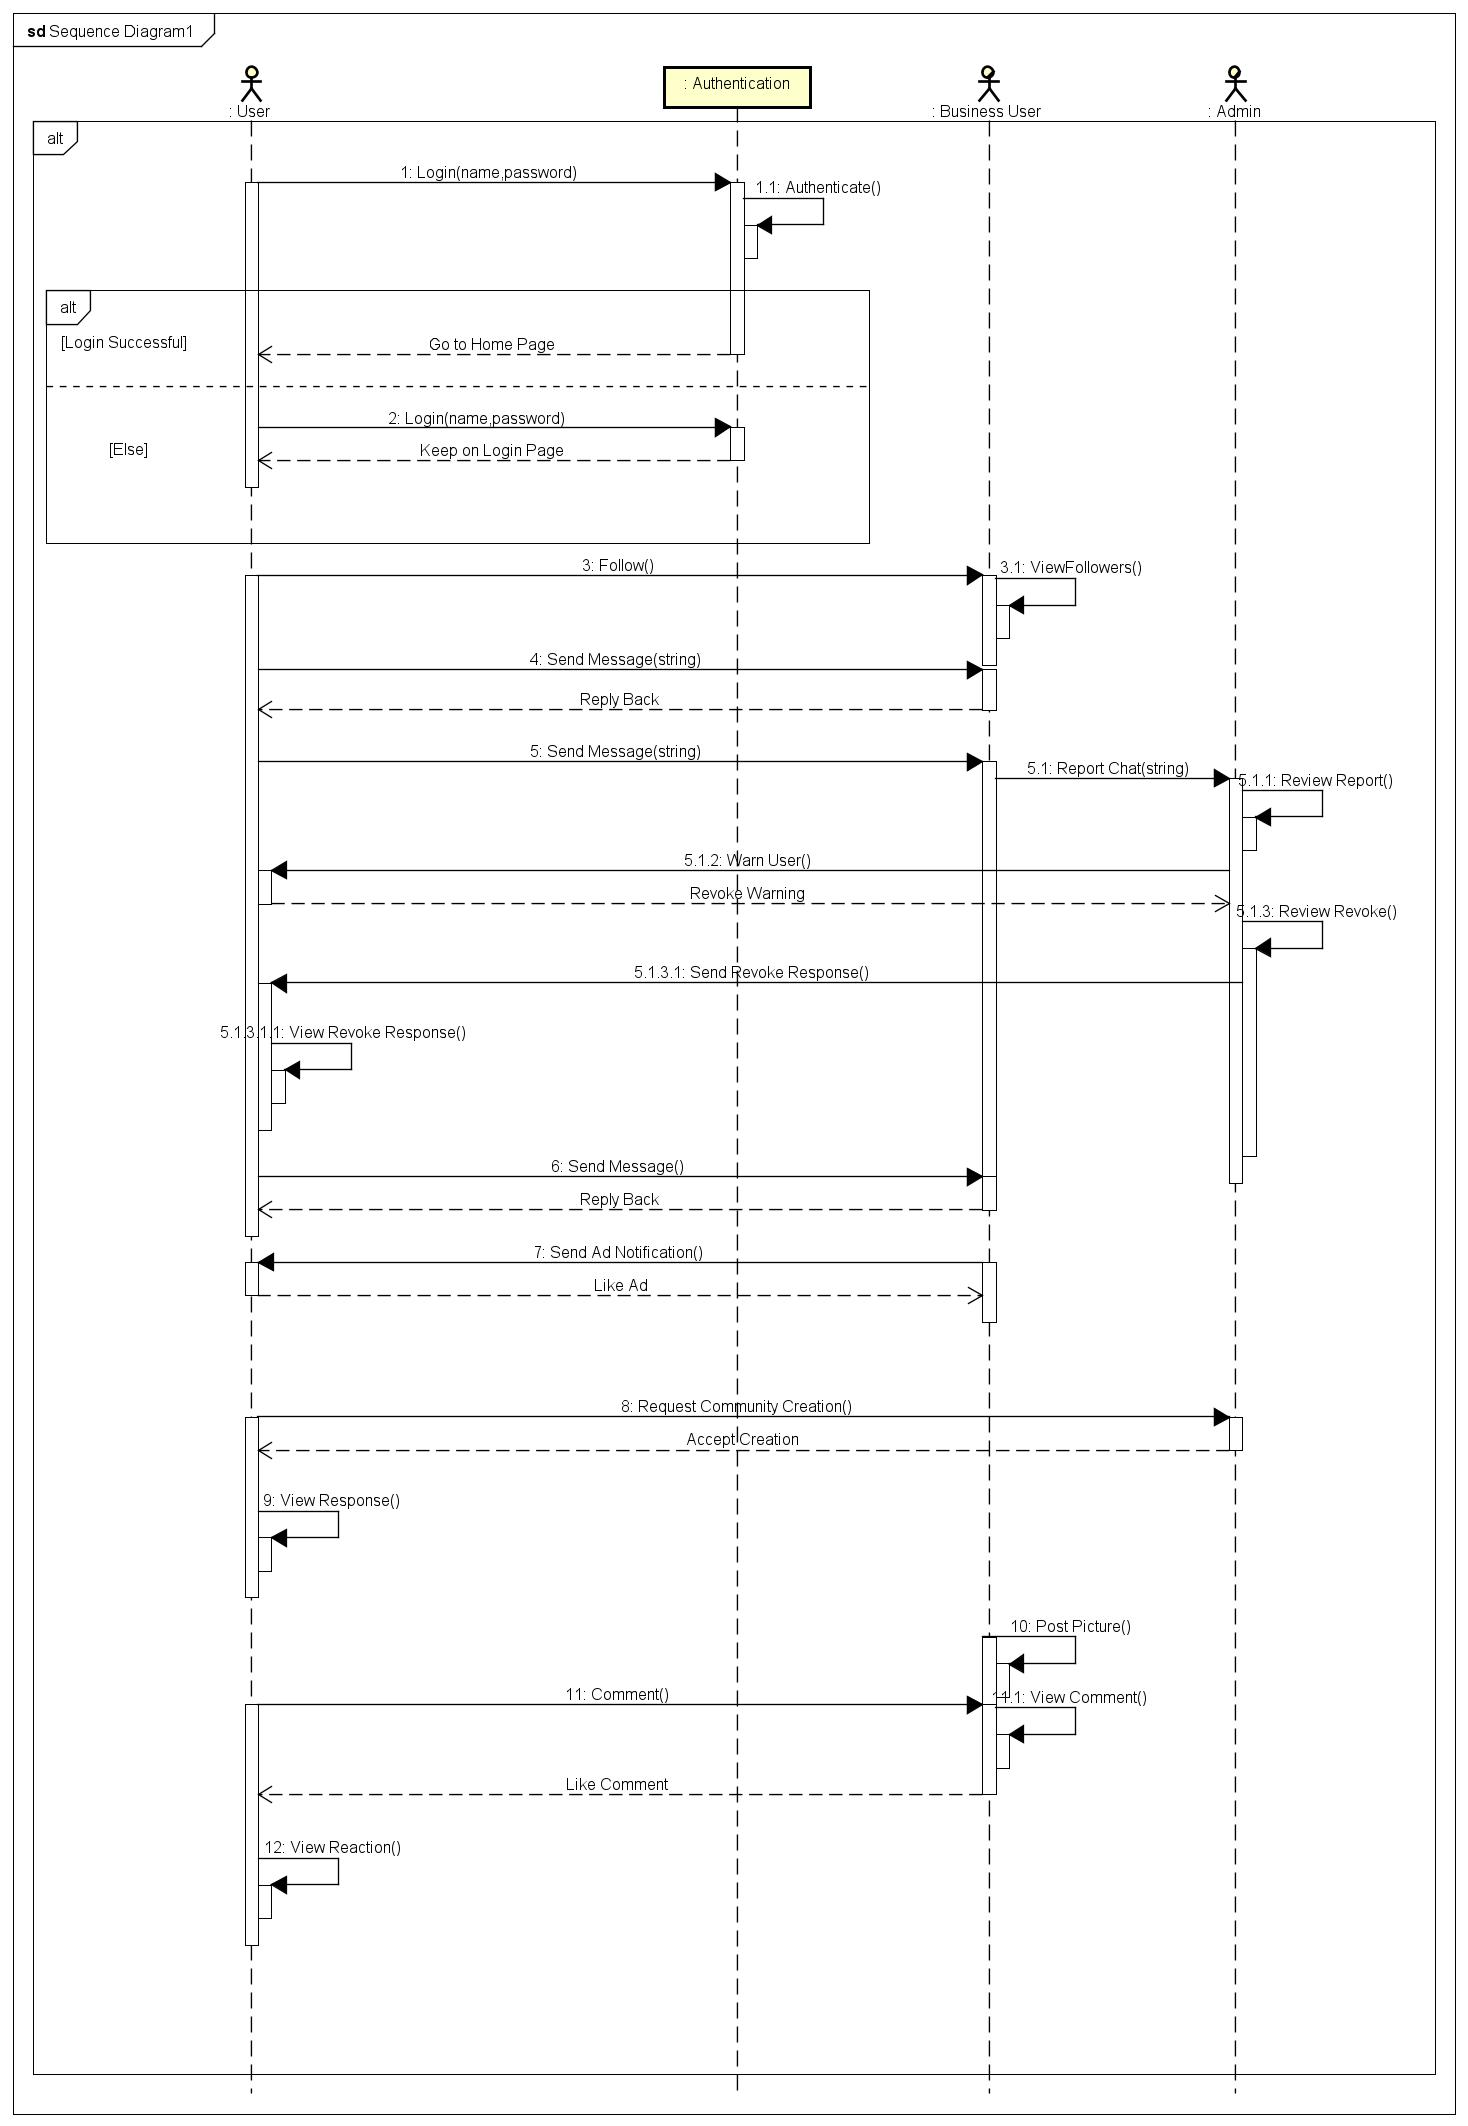 sd Sequence Diagram1
: User
: Authentication
: Business User
: Admin
alt
1: Login(name,password)
1.1: Authenticate()
alt
[Login Successful]
Go to Home Page
2: Login(name,password)
[Else]
Keep on Login Page
3: Follow()
3.1: ViewFollowers()
4: Send Message(string)
Reply Back
5: Send Message(string)
5.1: Report Chat(string)
5.1.1: Review Report()
5.1.2: Warn User()
Revoke Warning
5.1.3: Review Revoke()
5.1.3.1: Send Revoke Response()
5.1.3.1.1: View Revoke Response()
6: Send Message()
Reply Back
7: Send Ad Notification()
Like Ad
8: Request Community Creation()
Accept Creation
9: View Response()
10: Post Picture()
11: Comment()
11.1: View Comment()
Like Comment
12: View Reaction()